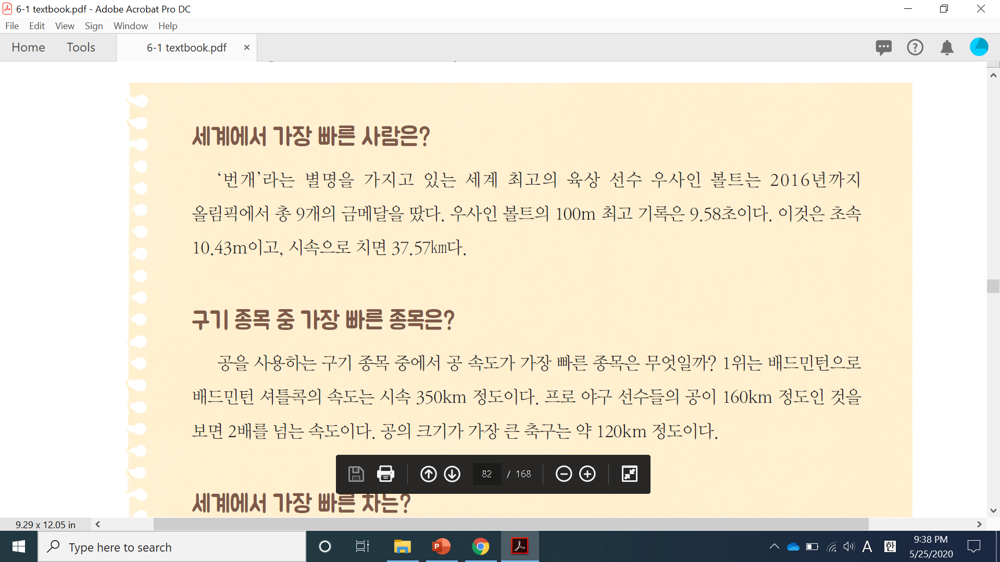 6-1 textbook.pdf - Adobe Acrobat Pro DC
File Edit View Sign Window Help
Home Tools 6-1 textbook.pdf ×
세계에서 가장 빠른 사람은?
‘번개’라는 별명을 가지고 있는 세계 최고의 육상 선수 우사인 볼트는 2016년까지
올림픽에서 총 9개의 금메달을 땄다. 우사인 볼트의 100m 최고 기록은 9.58초이다. 이것은 초속
10.43m이고, 시속으로 치면 37.57㎞다.
구기 종목 중 가장 빠른 종목은?
공을 사용하는 구기 종목 중에서 공 속도가 가장 빠른 종목은 무엇일까? 1위는 배드민턴으로
배드민턴 셔틀콕의 속도는 시속 350km 정도이다. 프로 야구 선수들의 공이 160km 정도인 것을
보면 2배를 넘는 속도이다. 공의 크기가 가장 큰 축구는 약 120km 정도이다.
82 / 168
세계에서 가장 빠른 차는?
9.29 x 12.05 in
Type here to search
P
A 한
9:38 PM
5/25/2020